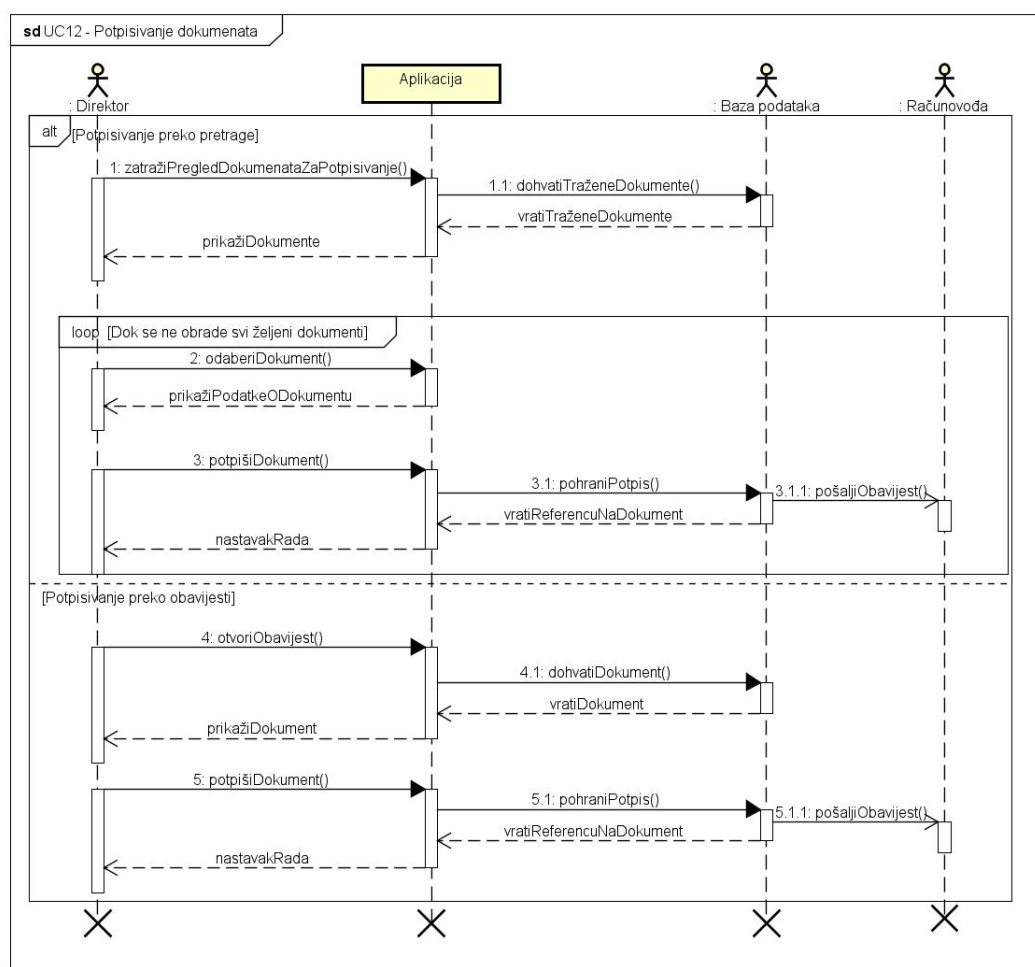 sd UC12 - Potpisivanje dokumenata
: Direktor
Aplikacija
: Baza podataka
: Računovođa
alt
[Potpisivanje preko pretrage]
1: zatražiPregledDokumenataZaPotpisivanje()
1.1: dohvatiTraženeDokumente()
vratiTraženeDokumente
prikažiDokumente
loop [Dok se ne obrade svi željeni dokumenti]
2: odaberiDokument()
prikažiPodatkeODokumentu
3: potpišiDokument()
3.1: pohraniPotpis()
3.1.1: pošaljiObavijest()
vratiReferencuNaDokument
nastavakRada
[Potpisivanje preko obavijesti]
4: otvoriObavijest()
4.1: dohvatiDokument()
vratiDokument
prikažiDokument
5: potpišiDokument()
5.1: pohraniPotpis()
5.1.1: pošaljiObavijest()
vratiReferencuNaDokument
nastavakRada